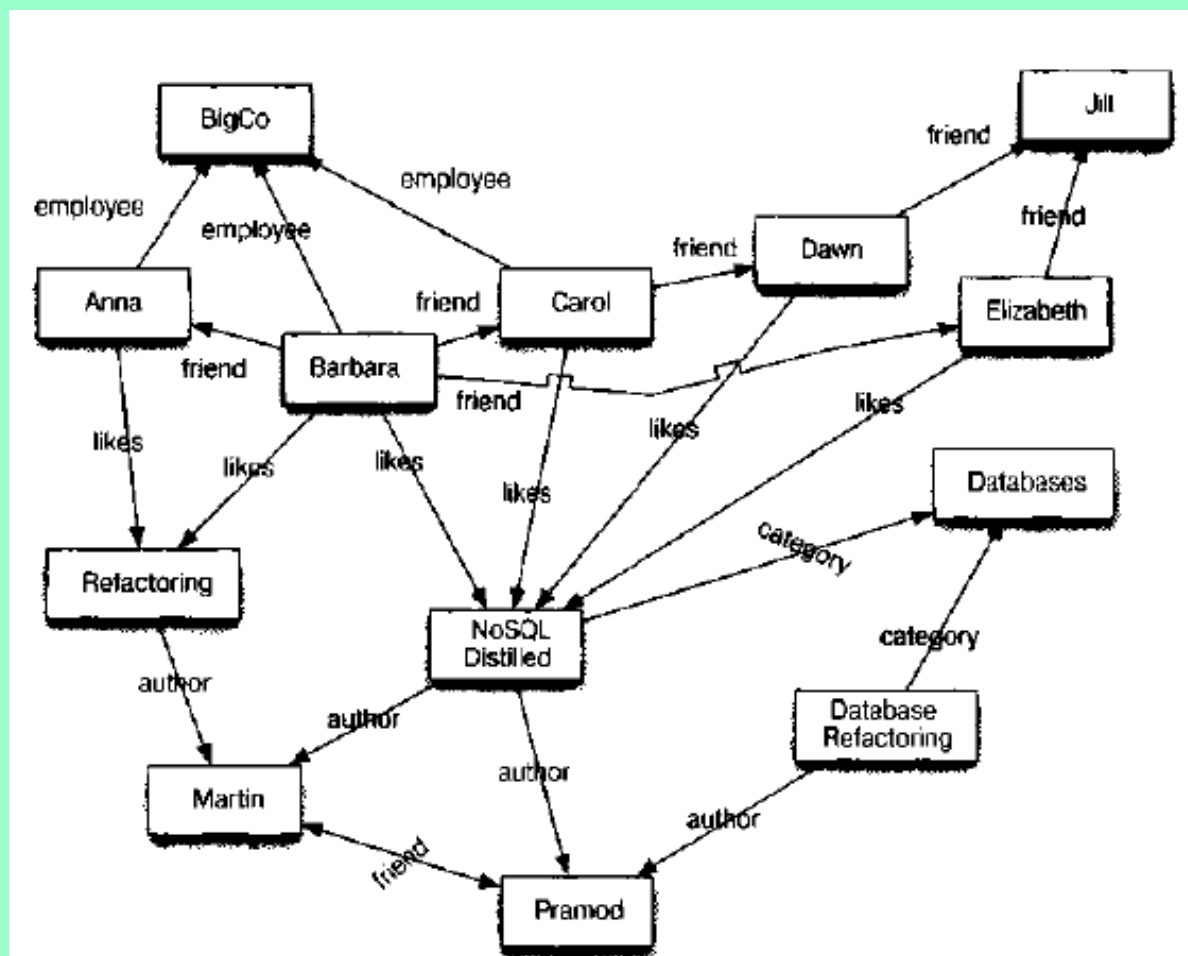 BigCo
Jill
friend
employee
employee
friend
employee
friend
Dawn
Anna
friend
Carol
Elizabeth
friend
Barbara
friend
likes
likes
likes
likes
likes
likes
Databases
category
Refactoring
NoSQL
Distilled
category
author
author
Database
Refactoring
author
Martin
author
friend
Pramod